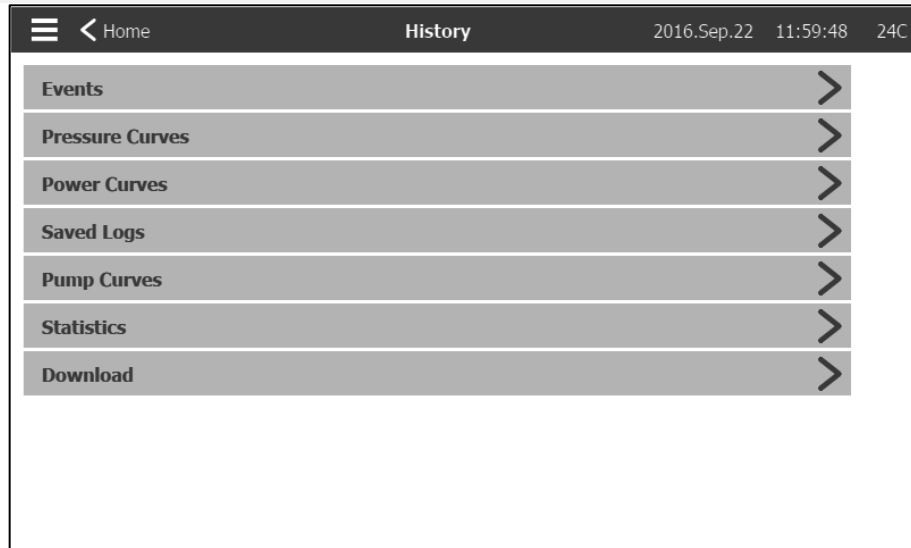 Home History 2016.Sep.22 11:59:48 24C
Events
Pressure Curves
Power Curves
Saved Logs
Pump Curves
Statistics
Download